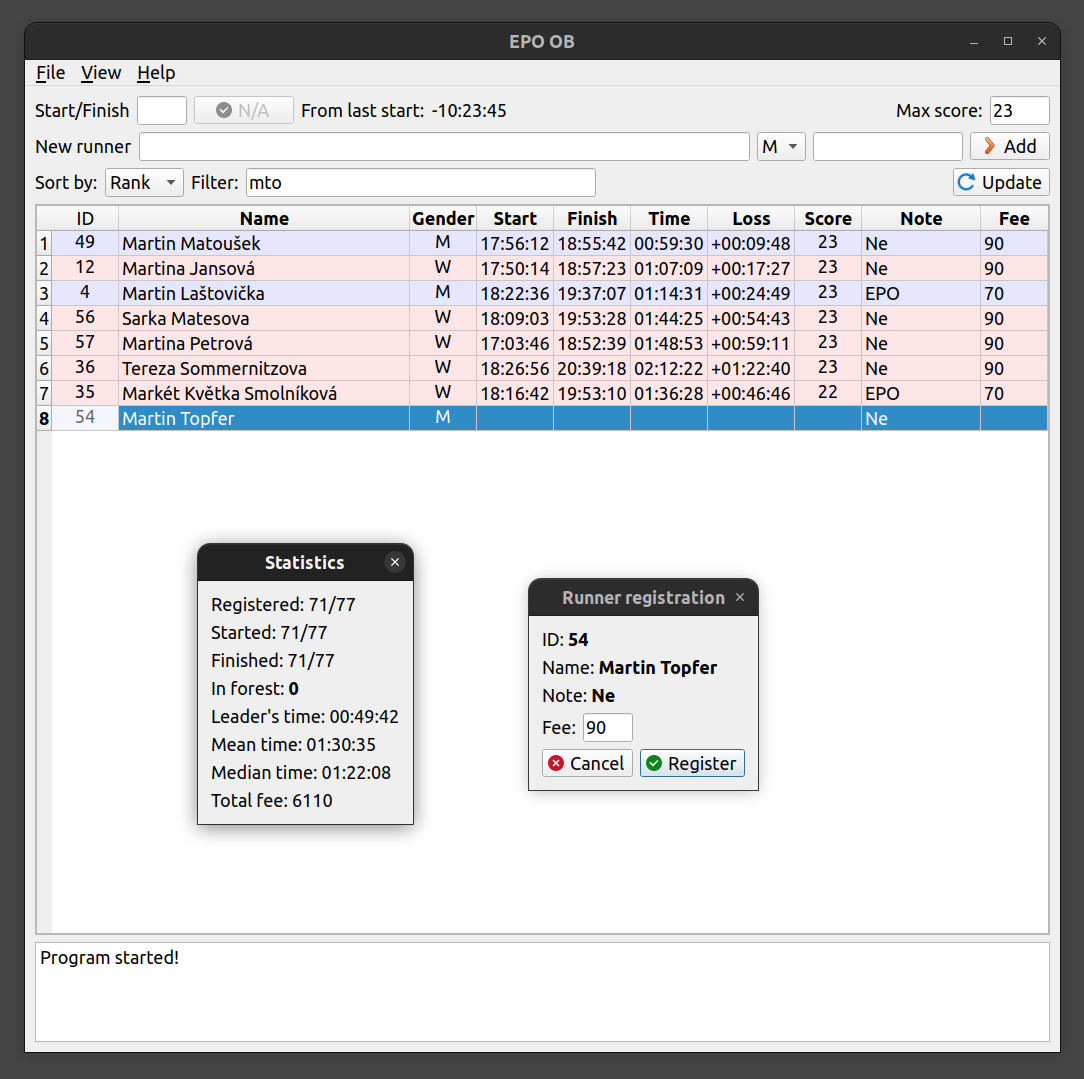 EPO OB
File View Help
Start/Finish N/A From last start: -10:23:45 Max score: 23
New runner M Add
Sort by: Rank Filter: mto Update
ID Name Gender Start Finish Time Loss Score Note Fee
1 49 Martin Matoušek M 17:56:12 18:55:42 00:59:30 +00:09:48 23 Ne 90
2 12 Martina Jansová W 17:50:14 18:57:23 01:07:09 +00:17:27 23 Ne 90
3 4 Martin Laštovička M 18:22:36 19:37:07 01:14:31 +00:24:49 23 EPO 70
4 56 Sarka Matesova W 18:09:03 19:53:28 01:44:25 +00:54:43 23 Ne 90
5 57 Martina Petrová W 17:03:46 18:52:39 01:48:53 +00:59:11 23 Ne 90
6 36 Tereza Sommernitzova W 18:26:56 20:39:18 02:12:22 +01:22:40 23 Ne 90
7 35 Markét Květka Smolníková W 18:16:42 19:53:10 01:36:28 +00:46:46 22 EPO 70
8 54 Martin Topfer M Ne
Statistics
Registered: 71/77
Started: 71/77
Finished: 71/77
In forest: 0
Leader's time: 00:49:42
Mean time: 01:30:35
Median time: 01:22:08
Total fee: 6110
Runner registration
ID: 54
Name: Martin Topfer
Note: Ne
Fee: 90
Cancel Register
Program started!